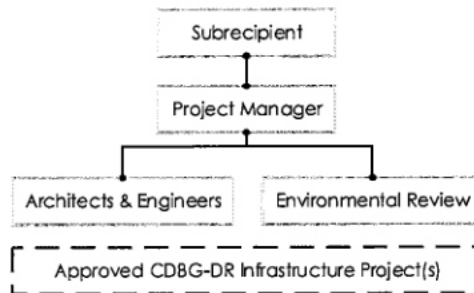 Subrecipient
Project Manager
Architects & Engineers
Environmental Review
Approved CDBG-DR Infrastructure Project(s)